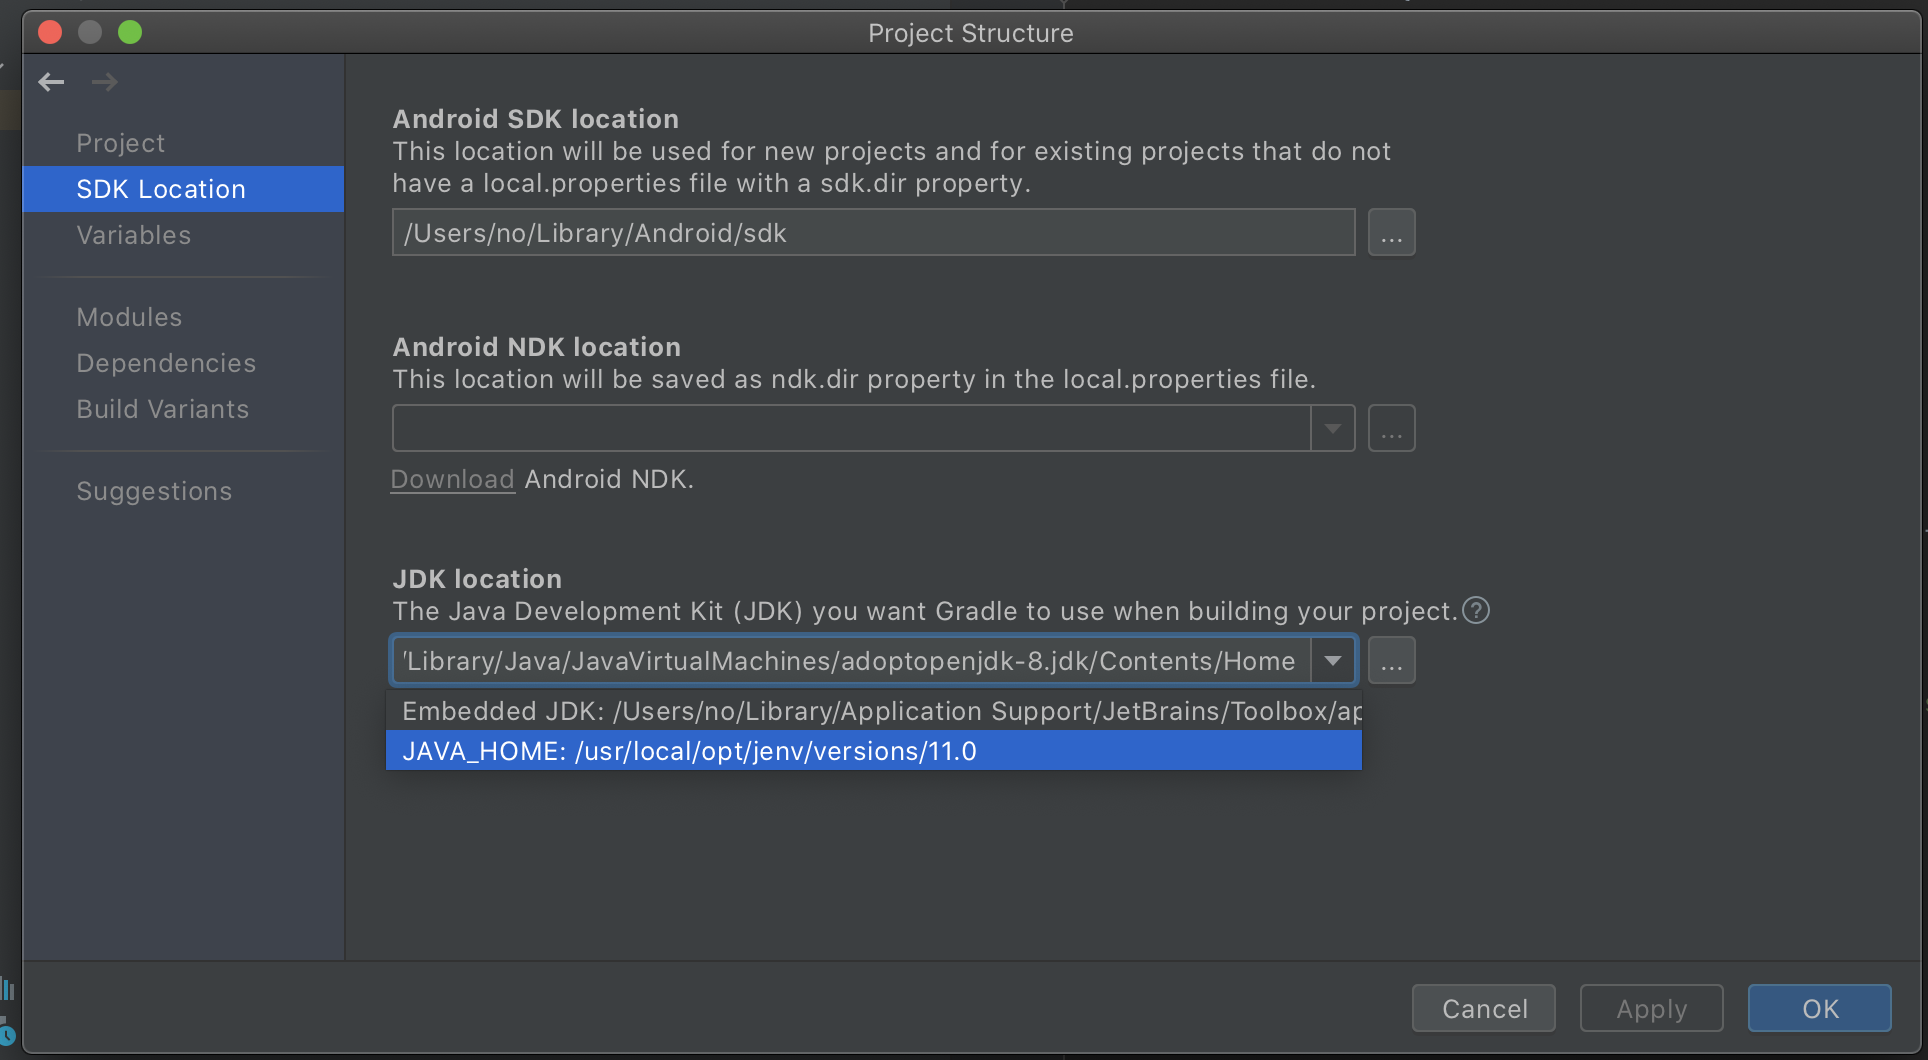 Project Structure
Project
SDK Location
Variables
Modules
Dependencies
Build Variants
Suggestions
Android SDK location
This location will be used for new projects and for existing projects that do not
have a local.properties file with a sdk.dir property.
/Users/no/Library/Android/sdk
...
Android NDK location
This location will be saved as ndk.dir property in the local.properties file.
...
Download Android NDK.
JDK location
The Java Development Kit (JDK) you want Gradle to use when building your project. ?
/Library/Java/JavaVirtualMachines/adoptopenjdk-8.jdk/Contents/Home
...
Embedded JDK: /Users/no/Library/Application Support/JetBrains/Toolbox/ap
JAVA_HOME: /usr/local/opt/jenv/versions/11.0
Cancel
Apply
OK